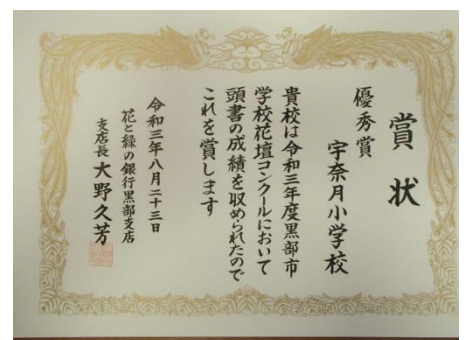 賞状
優秀賞
宇奈月小学校
貴校は令和三年度黒部市
学校花壇コンクールにおいて
頭書の成績を収められたので
これを賞します
令和三年八月二十三日
花と緑の銀行黒部支店
支店長 大野久芳